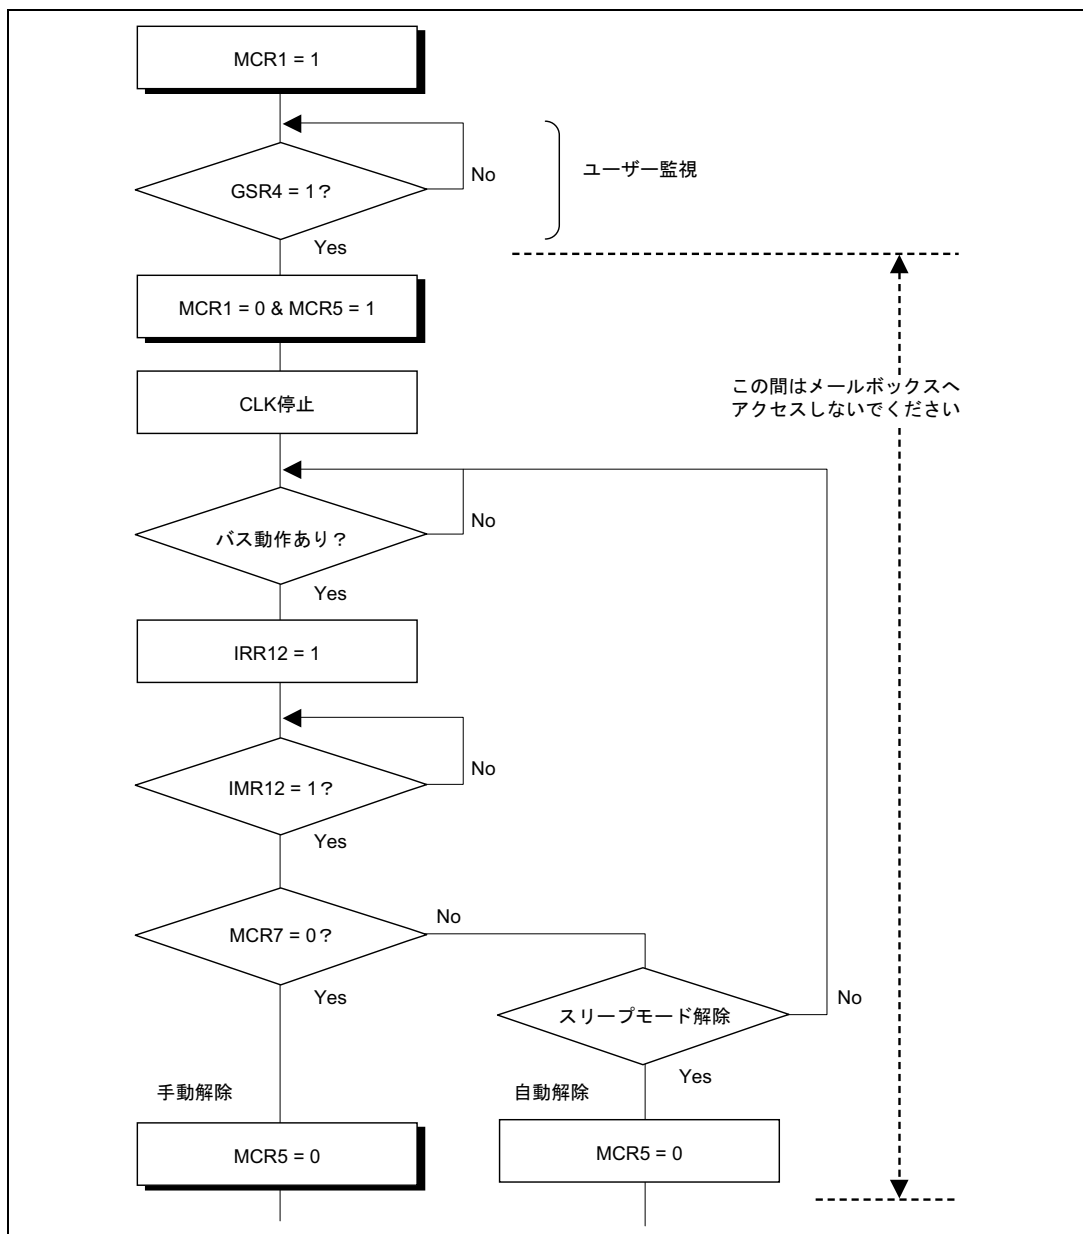 MCR1 = 1
GSR4 = 1？
No
ユーザー監視
Yes
MCR1 = 0 & MCR5 = 1
この間はメールボックスへ
アクセスしないでください
CLK停止
バス動作あり？
No
Yes
IRR12 = 1
IMR12 = 1？
No
Yes
MCR7 = 0？
No
Yes
スリープモード解除
No
Yes
手動解除
自動解除
MCR5 = 0
MCR5 = 0